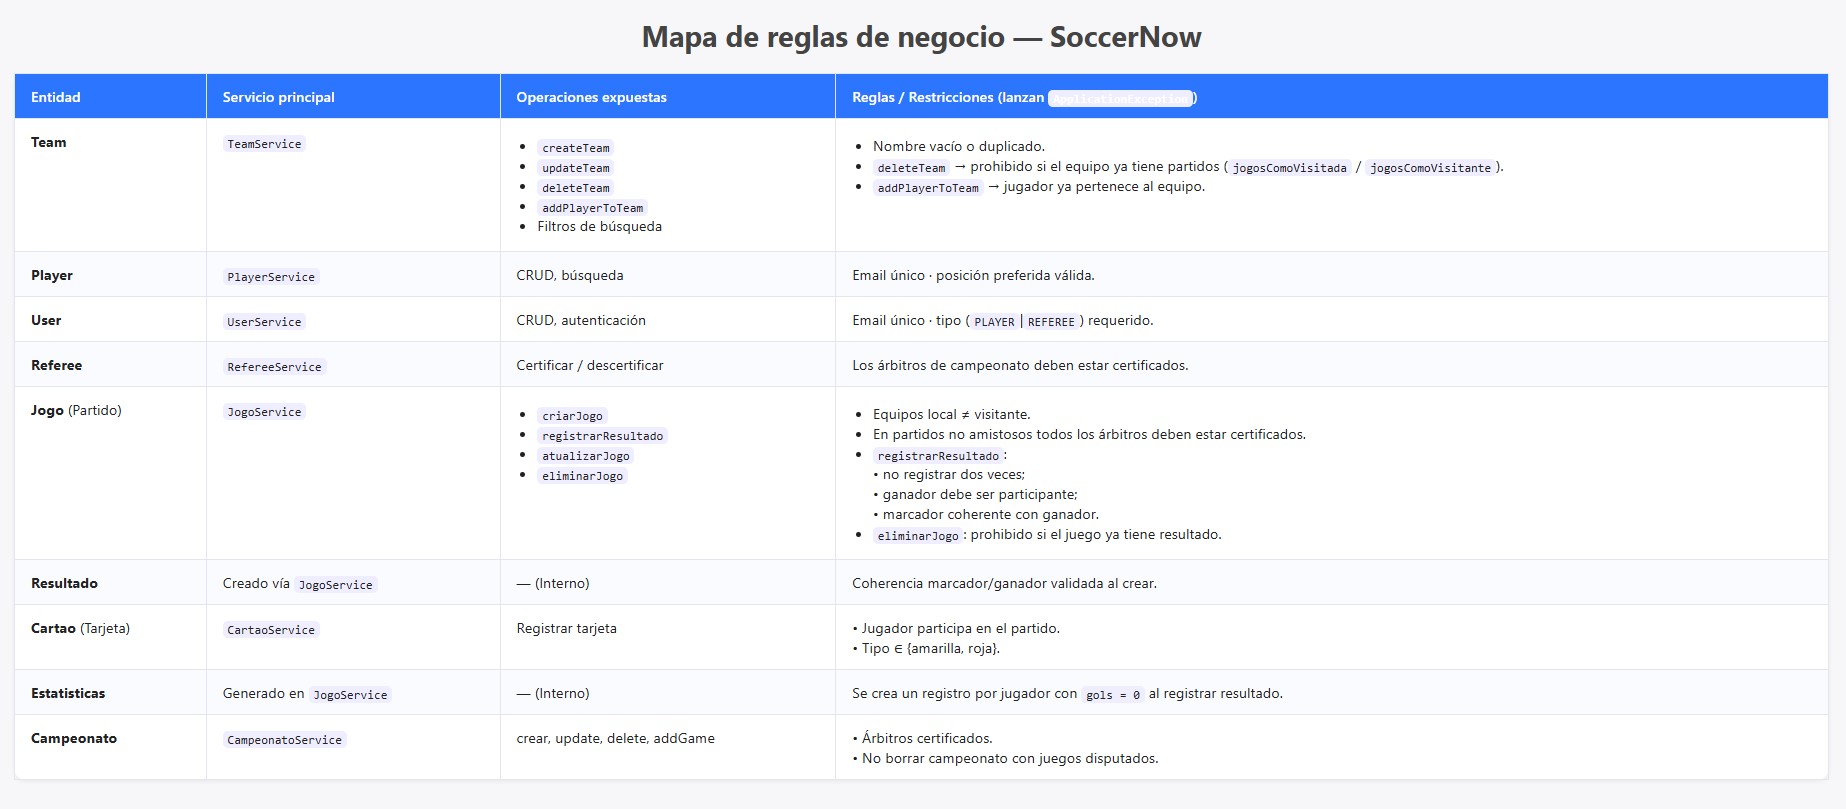 Mapa de reglas de negocio — SoccerNow
Entidad Servicio principal Operaciones expuestas Reglas / Restricciones (lanzan ApplicationException)
Team TeamService
• createTeam
• updateTeam
• deleteTeam
• addPlayerToTeam
• Filtros de búsqueda
• Nombre vacío o duplicado.
• deleteTeam → prohibido si el equipo ya tiene partidos ( jogosComoVisitada / jogosComoVisitante ).
• addPlayerToTeam → jugador ya pertenece al equipo.
Player PlayerService CRUD, búsqueda Email único · posición preferida válida.
User UserService CRUD, autenticación Email único · tipo ( PLAYER | REFEREE ) requerido.
Referee RefereeService Certificar / descertificar Los árbitros de campeonato deben estar certificados.
Jogo (Partido) JogoService
• criarJogo
• registrarResultado
• atualizarJogo
• eliminarJogo
• Equipos local ≠ visitante.
• En partidos no amistosos todos los árbitros deben estar certificados.
• registrarResultado :
• no registrar dos veces;
• ganador debe ser participante;
• marcador coherente con ganador.
• eliminarJogo : prohibido si el juego ya tiene resultado.
Resultado Creado vía JogoService — (Interno) Coherencia marcador/ganador validada al crear.
Cartao (Tarjeta) CartaoService Registrar tarjeta
• Jugador participa en el partido.
• Tipo ∈ {amarilla, roja}.
Estatisticas Generado en JogoService — (Interno) Se crea un registro por jugador con gols = 0 al registrar resultado.
Campeonato CampeonatoService crear, update, delete, addGame
• Árbitros certificados.
• No borrar campeonato con juegos disputados.